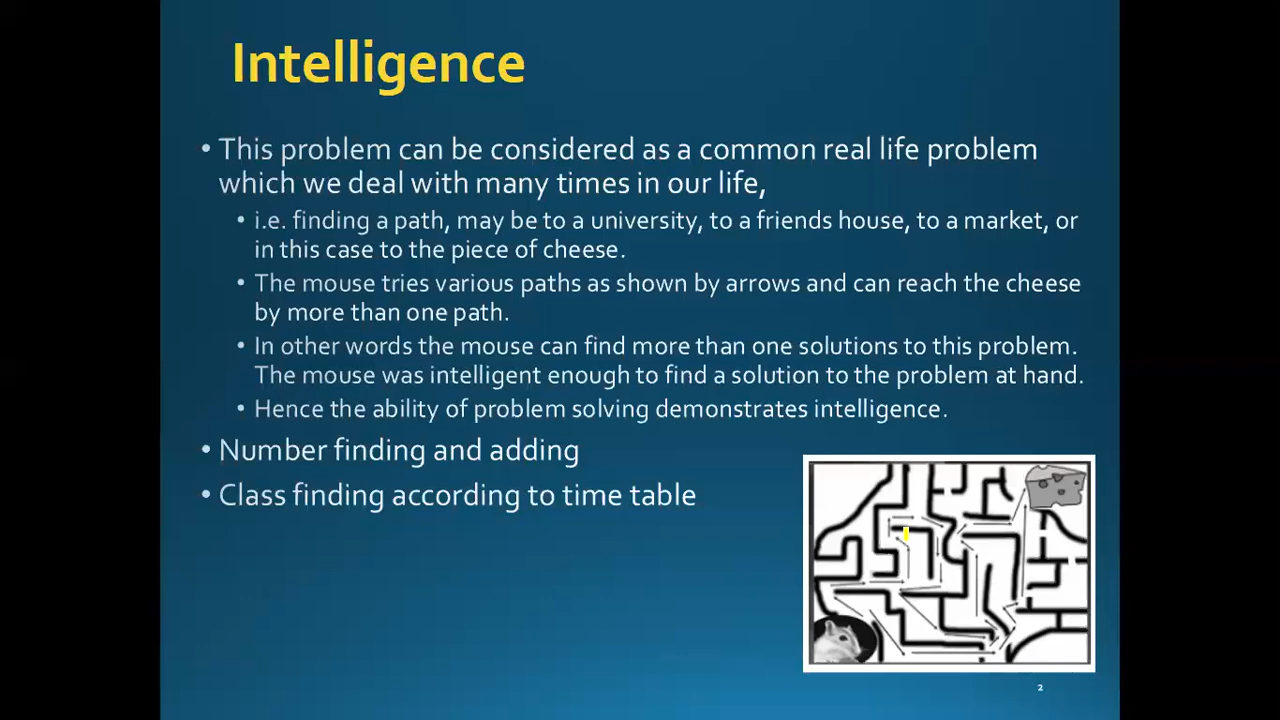 Intelligence
• This problem can be considered as a common real life problem
which we deal with many times in our life,
• i.e. finding a path, may be to a university, to a friends house, to a market, or
in this case to the piece of cheese.
• The mouse tries various paths as shown by arrows and can reach the cheese
by more than one path.
• In other words the mouse can find more than one solutions to this problem.
The mouse was intelligent enough to find a solution to the problem at hand.
• Hence the ability of problem solving demonstrates intelligence.
• Number finding and adding
• Class finding according to time table
2